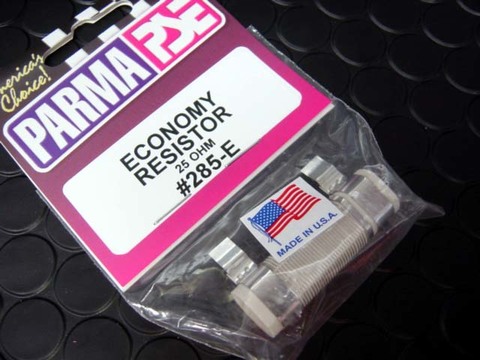 America's
Choice!
PARMA PSE
ECONOMY
RESISTOR
25 OHM
#285-E
MADE IN U.S.A.